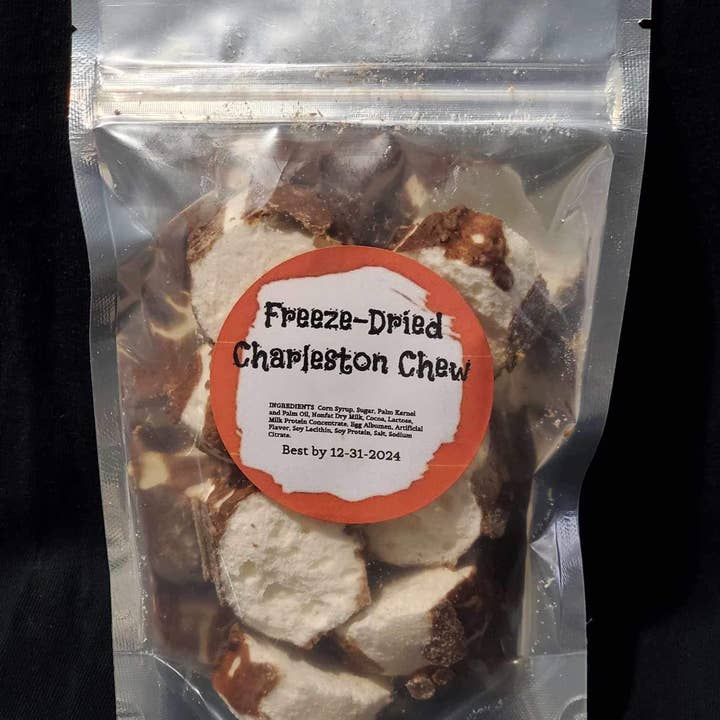 Freeze-Dried
Charleston Chew
INGREDIENTS Corn Syrup, Sugar, Palm Kernel
and Palm Oil, Nonfat Dry Milk, Cocoa, Lactose,
Milk Protein Concentrate, Egg Albumen, Artificial
Flavor, Soy Lecithin, Soy Protein, Salt, Sodium
Citrate.
Best by 12-31-2024